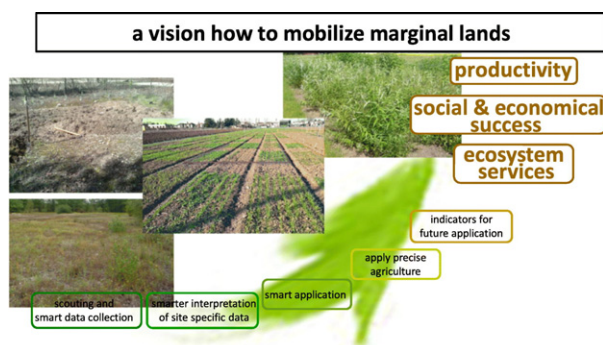 a vision how to mobilize marginal lands
productivity
social & economical
success
ecosystem
services
indicators for
future application
apply precise
agriculture
smart application
scouting and
smart data collection
smarter interpretation
of site specific data